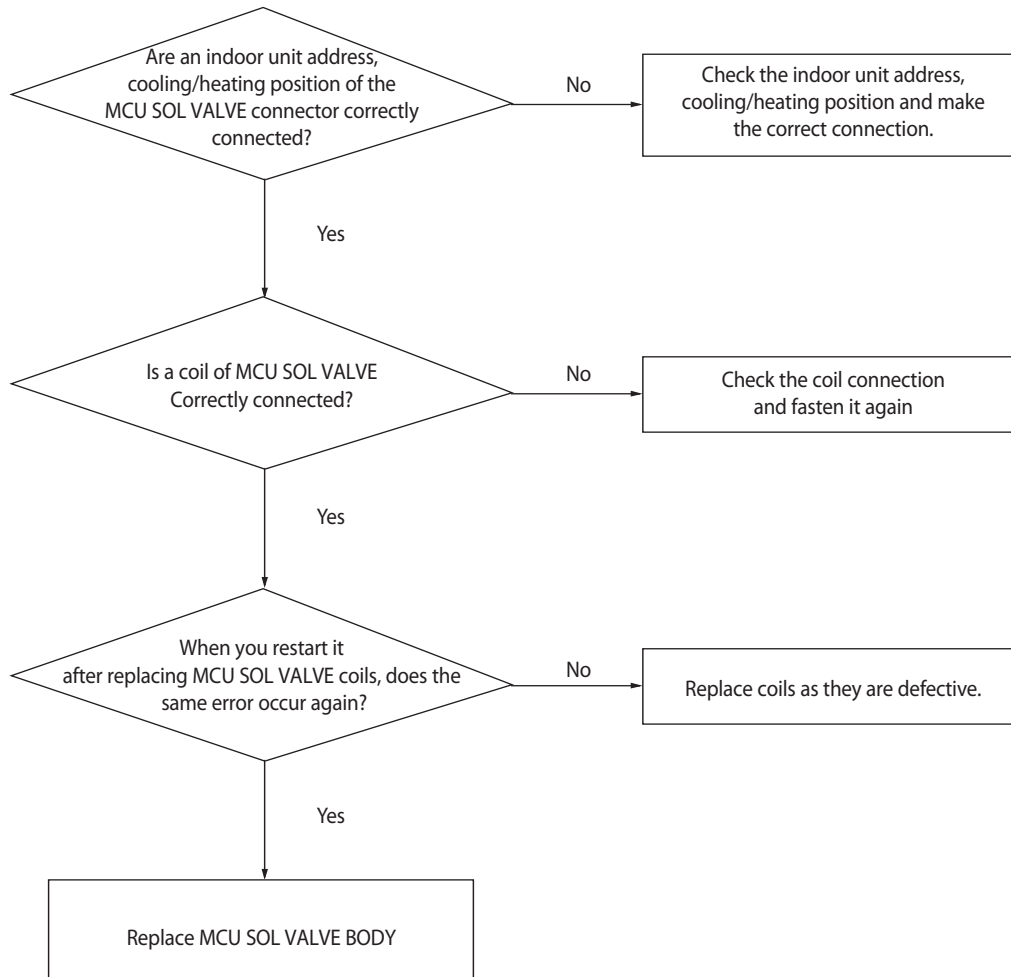 Are an indoor unit address,
cooling/heating position of the
MCU SOL VALVE connector correctly
connected?
No
Check the indoor unit address,
cooling/heating position and make
the correct connection.
Yes
Is a coil of MCU SOL VALVE
Correctly connected?
No
Check the coil connection
and fasten it again
Yes
When you restart it
after replacing MCU SOL VALVE coils, does the
same error occur again?
No
Replace coils as they are defective.
Yes
Replace MCU SOL VALVE BODY